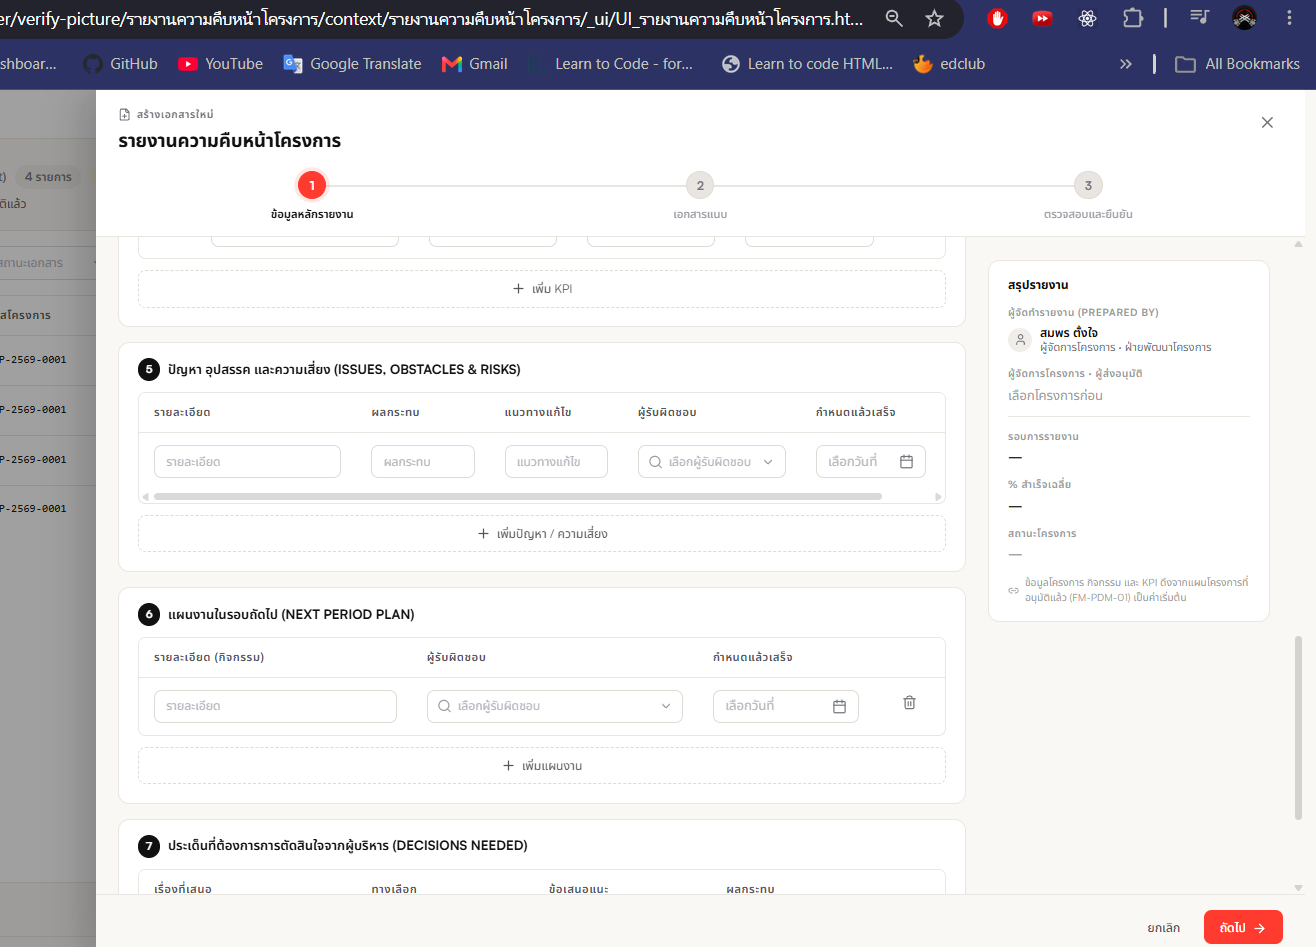 er/verify-picture/รายงานความคืบหน้าโครงการ/context/รายงานความคืบหน้าโครงการ/_ui/UI_รายงานความคืบหน้าโครงการ.ht...
shboar... GitHub YouTube Google Translate Gmail Learn to Code - for... Learn to code HTML... edclub » All Bookmarks
สร้างเอกสารใหม่
รายงานความคืบหน้าโครงการ
1 2 3
ข้อมูลหลักรายงาน เอกสารแนบ ตรวจสอบและยืนยัน
4 รายการ
ติแล้ว
สถานะเอกสาร
สโครงการ
P-2569-0001
P-2569-0001
P-2569-0001
P-2569-0001
+ เพิ่ม KPI
5 ปัญหา อุปสรรค และความเสี่ยง (ISSUES, OBSTACLES & RISKS)
รายละเอียด ผลกระทบ แนวทางแก้ไข ผู้รับผิดชอบ กำหนดแล้วเสร็จ
รายละเอียด ผลกระทบ แนวทางแก้ไข เลือกผู้รับผิดชอบ เลือกวันที่
+ เพิ่มปัญหา / ความเสี่ยง
6 แผนงานในรอบถัดไป (NEXT PERIOD PLAN)
รายละเอียด (กิจกรรม) ผู้รับผิดชอบ กำหนดแล้วเสร็จ
รายละเอียด เลือกผู้รับผิดชอบ เลือกวันที่
+ เพิ่มแผนงาน
7 ประเด็นที่ต้องการการตัดสินใจจากผู้บริหาร (DECISIONS NEEDED)
เรื่องที่เสนอ ทางเลือก ข้อเสนอแนะ ผลกระทบ
สรุปรายงาน
ผู้จัดทำรายงาน (PREPARED BY)
สมพร ตั้งใจ
ผู้จัดการโครงการ • ฝ่ายพัฒนาโครงการ
ผู้จัดการโครงการ • ผู้ส่งอนุมัติ
เลือกโครงการก่อน
รอบการรายงาน
—
% สำเร็จเฉลี่ย
—
สถานะโครงการ
—
ข้อมูลโครงการ กิจกรรม และ KPI ดึงจากแผนโครงการที่
อนุมัติแล้ว (FM-PDM-01) เป็นค่าเริ่มต้น
ยกเลิก ถัดไป →